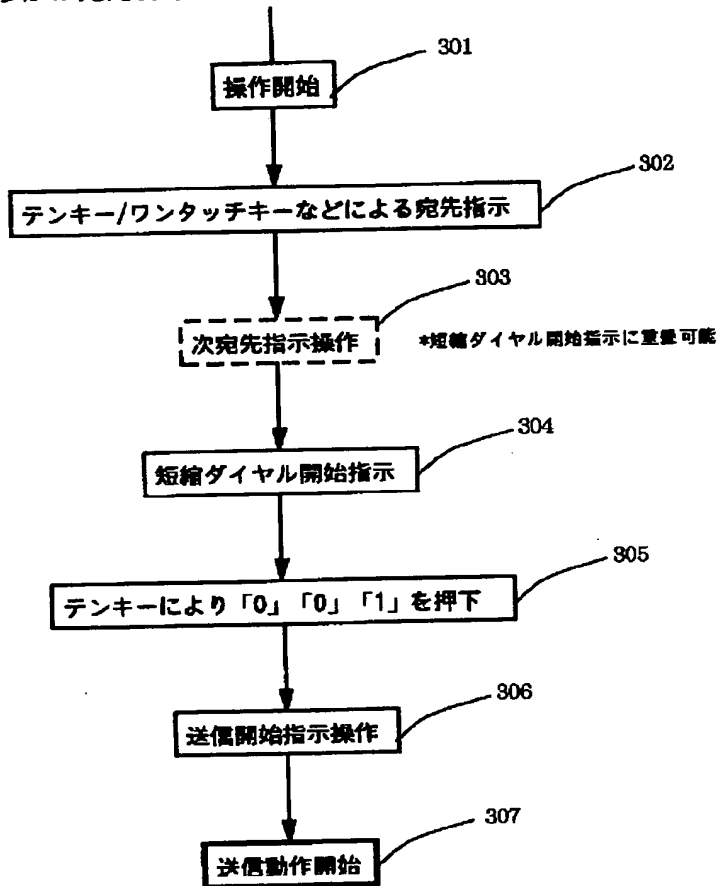 301
操作開始
302
テンキー/ワンタッチキーなどによる宛先指示
303
次宛先指示操作
*短縮ダイヤル開始指示に重畳可能
304
短縮ダイヤル開始指示
305
テンキーにより「0」「0」「1」を押下
306
送信開始指示操作
307
送信動作開始